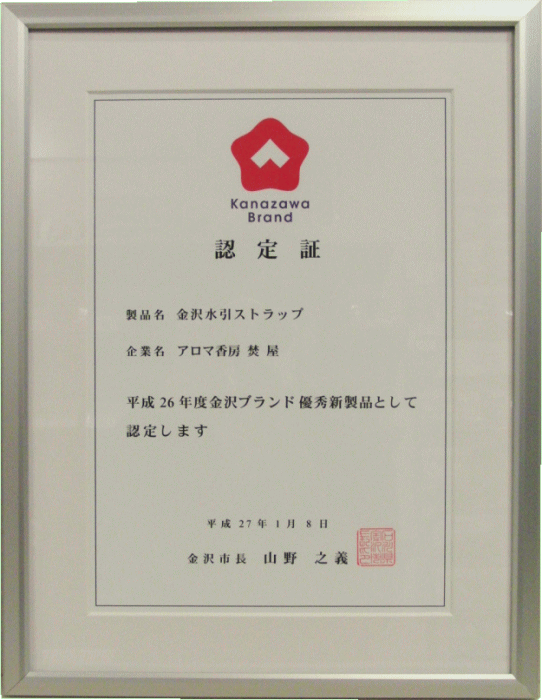 Kanazawa
Brand
認定証
製品名 金沢水引ストラップ
企業名 アロマ香房 焚屋
平成26年度金沢ブランド優秀新製品として
認定します
平成27年1月8日
金沢市長 山野 之義